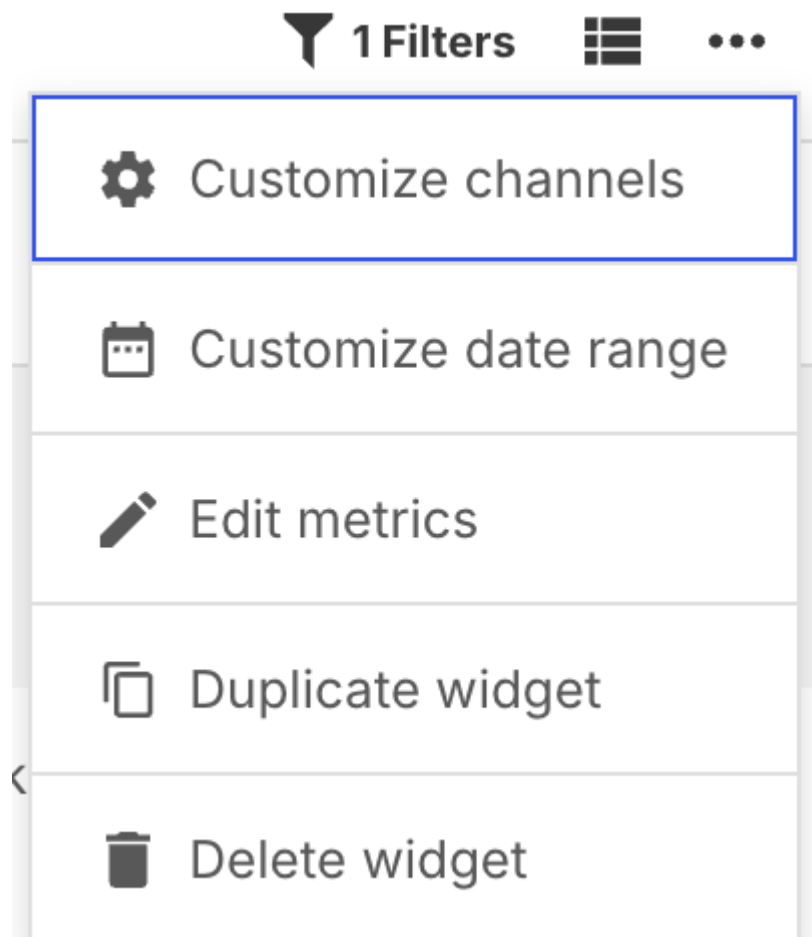 1 Filters
Customize channels
Customize date range
Edit metrics
Duplicate widget
Delete widget